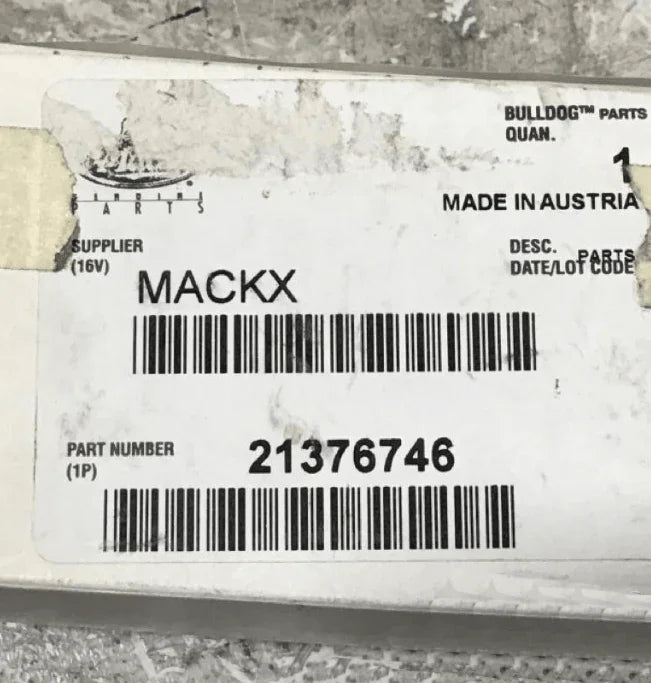 BULLDOG™ PARTS
QUAN.
1
MADE IN AUSTRIA
PARTS
SUPPLIER
(16V)
DESC. PARTS
DATE/LOT CODE
MACKX
PART NUMBER
(1P)
21376746